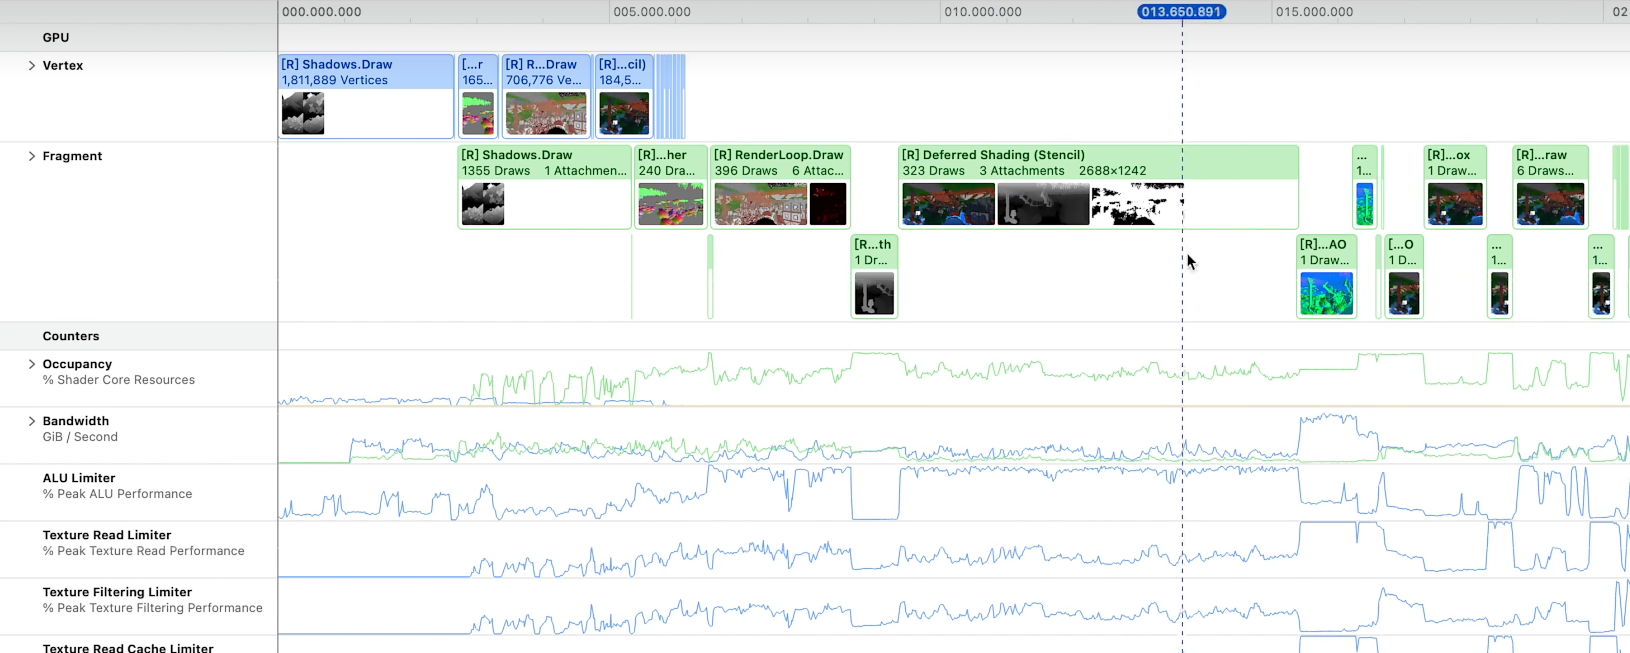 000.000.000 005.000.000 010.000.000 013.650.891 015.000.000 02
GPU
Vertex
[R] Shadows.Draw
1,811,889 Vertices
[...r
165...
[R] R...Draw
706,776 Ve...
[R]...cil)
184,5...
Fragment
[R] Shadows.Draw
1355 Draws 1 Attachmen...
[R]...her
240 Dra...
[R] RenderLoop.Draw
396 Draws 6 Attac...
[R] Deferred Shading (Stencil)
323 Draws 3 Attachments 2688×1242
...
1...
[R]...ox
1 Draw...
[R]...raw
6 Draws...
[R...th
1 Dr...
[R]...AO
1 Draw...
[...O
1 D...
...
1...
...
1...
Counters
Occupancy
% Shader Core Resources
Bandwidth
GiB / Second
ALU Limiter
% Peak ALU Performance
Texture Read Limiter
% Peak Texture Read Performance
Texture Filtering Limiter
% Peak Texture Filtering Performance
Texture Read Cache Limiter